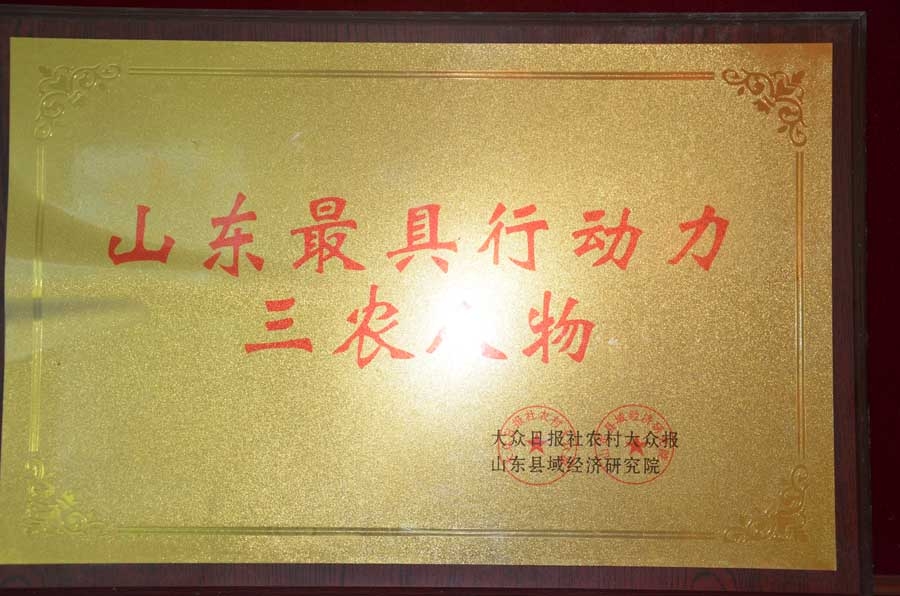 山东最具行动力
三农人物
大众日报社农村大众报
山东县域经济研究院